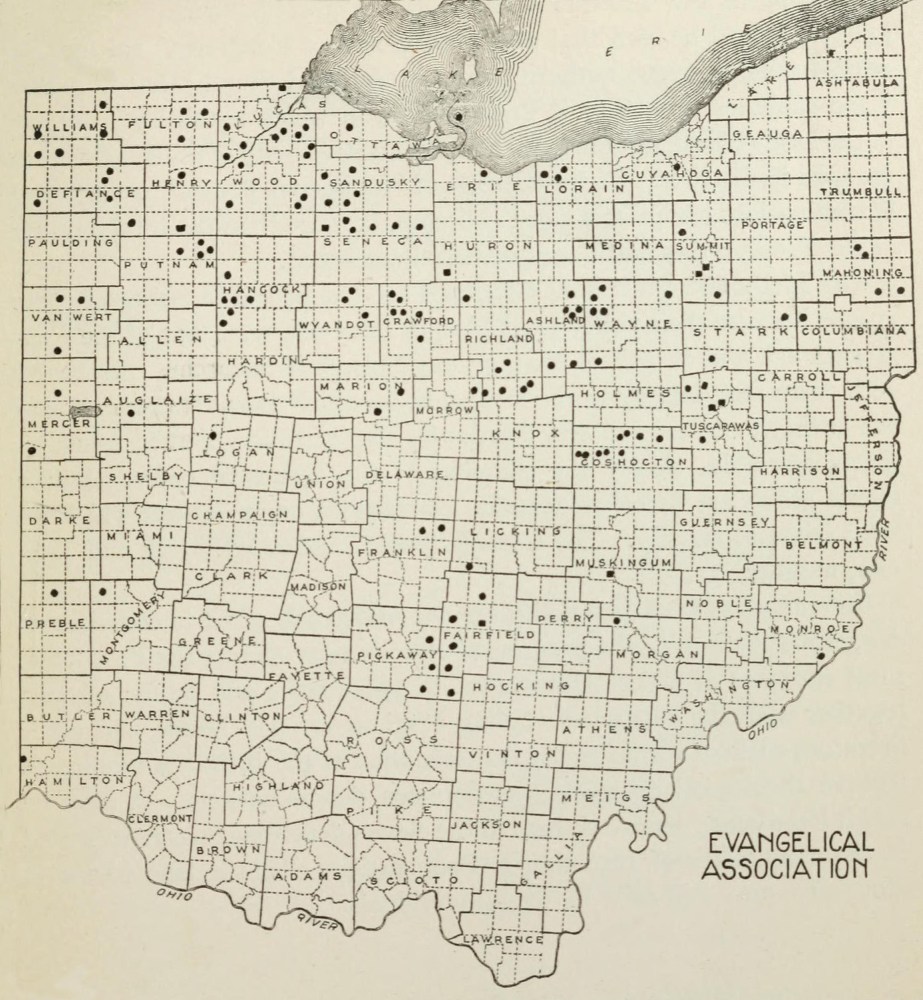 LAKE ERIE
LAKE
ASHTABULA
WILLIAMS FULTON LUCAS
OTTAWA
GEAUGA
CUYAHOGA
DEFIANCE HENRY WOOD SANDUSKY ERIE LORAIN
TRUMBULL
PORTAGE
PAULDING SENECA HURON MEDINA SUMMIT
PUTNAM
MAHONING
HANCOCK
VAN WERT WYANDOT CRAWFORD ASHLAND WAYNE STARK COLUMBIANA
ALLEN RICHLAND
HARDIN
CARROLL
MARION HOLMES
AUGLAIZE JEFFERSON
MERCER MORROW
KNOX TUSCARAWAS
LOGAN COSHOCTON
SHELBY UNION DELAWARE HARRISON
CHAMPAIGN
DARKE GUERNSEY
MIAMI LICKING BELMONT
FRANKLIN RIVER
MUSKINGUM
CLARK MADISON
NOBLE
PREBLE MONTGOMERY PERRY
GREENE FAIRFIELD MONROE
PICKAWAY MORGAN
FAYETTE
HOCKING WASHINGTON
BUTLER WARREN CLINTON
ATHENS OHIO
ROSS
VINTON
HAMILTON HIGHLAND
MEIGS
PIKE
CLERMONT JACKSON
EVANGELICAL
BROWN GALLIA
ASSOCIATION
ADAMS SCIOTO
OHIO
RIVER
LAWRENCE